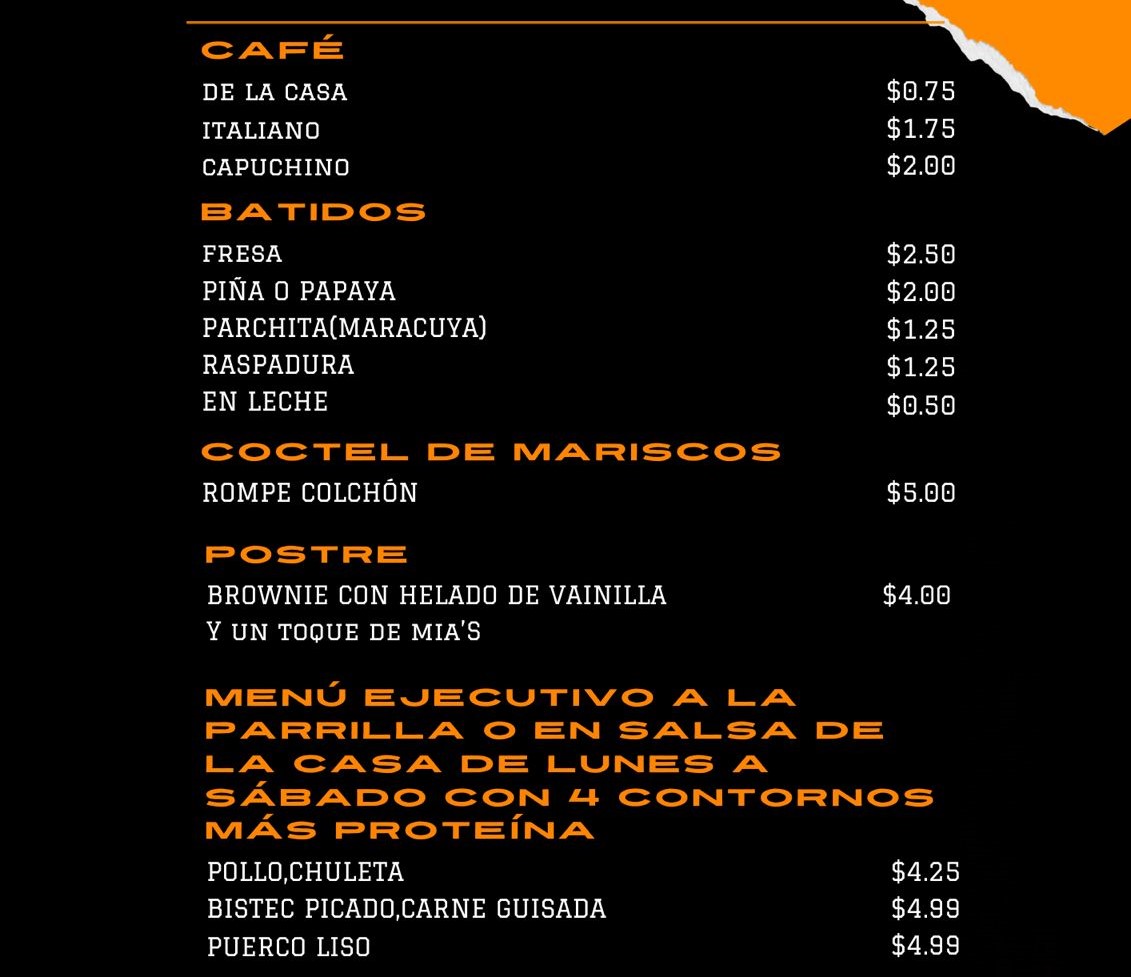 CAFÉ
DE LA CASA $0.75
ITALIANO $1.75
CAPUCHINO $2.00
BATIDOS
FRESA $2.50
PIÑA O PAPAYA $2.00
PARCHITA(MARACUYA) $1.25
RASPADURA $1.25
EN LECHE $0.50
COCTEL DE MARISCOS
ROMPE COLCHÓN $5.00
POSTRE
BROWNIE CON HELADO DE VAINILLA $4.00
Y UN TOQUE DE MIA'S
MENÚ EJECUTIVO A LA
PARRILLA O EN SALSA DE
LA CASA DE LUNES A
SÁBADO CON 4 CONTORNOS
MÁS PROTEÍNA
POLLO,CHULETA $4.25
BISTEC PICADO,CARNE GUISADA $4.99
PUERCO LISO $4.99